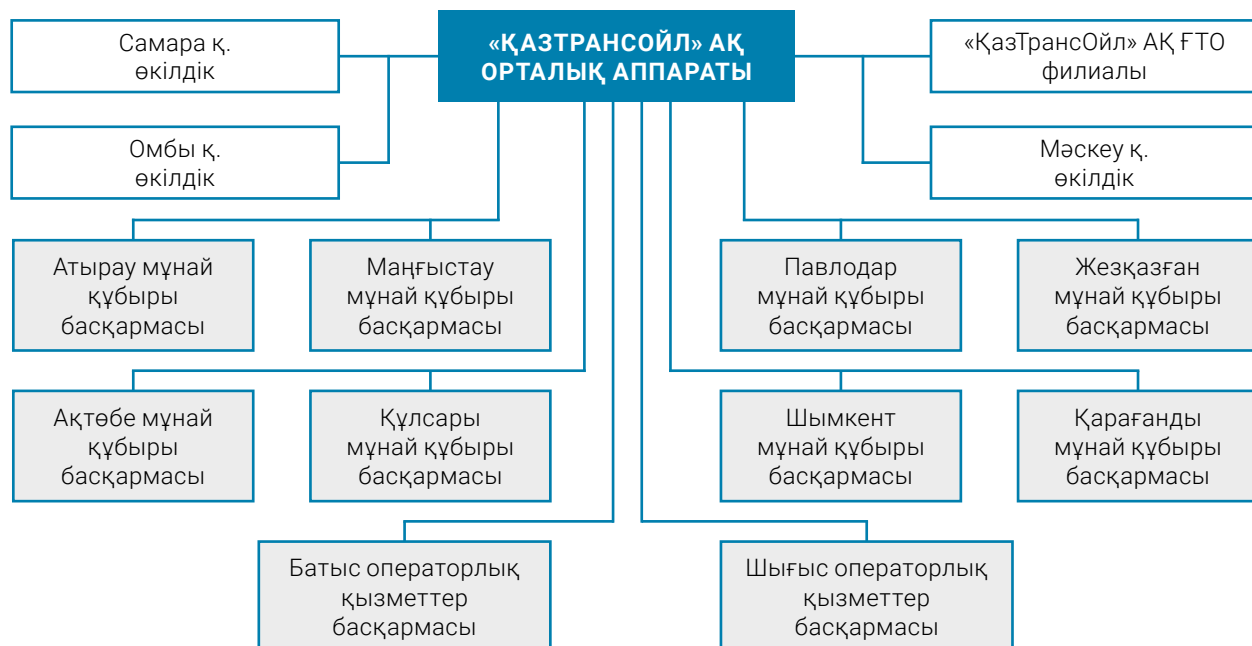 Самара қ.
өкілдік
«ҚАЗТРАНСОЙЛ» АҚ
ОРТАЛЫҚ АППАРАТЫ
«ҚазТрансОйл» АҚ ҒТО
филиалы
Омбы қ.
өкілдік
Мәскеу қ.
өкілдік
Атырау мұнай
құбыры
басқармасы
Маңғыстау
мұнай құбыры
басқармасы
Павлодар
мұнай құбыры
басқармасы
Жезқазған
мұнай құбыры
басқармасы
Ақтөбе мұнай
құбыры
басқармасы
Құлсары
мұнай құбыры
басқармасы
Шымкент
мұнай құбыры
басқармасы
Қарағанды
мұнай құбыры
басқармасы
Батыс операторлық
қызметтер
басқармасы
Шығыс операторлық
қызметтер
басқармасы